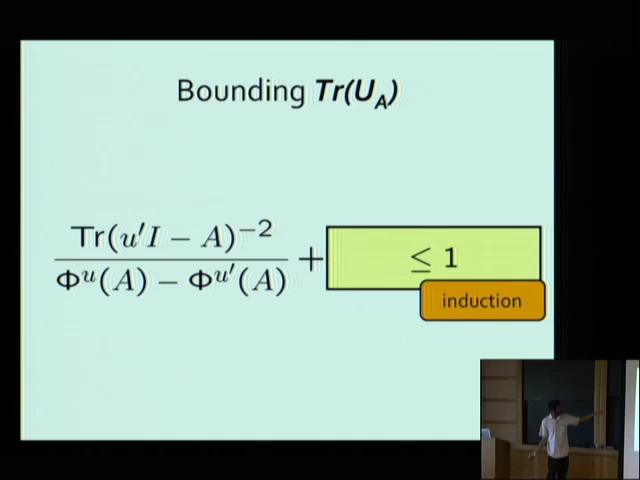 Bounding Tr(U_A)
Tr(u'I − A)^{−2}
Φ^u(A) − Φ^{u'}(A)
+
≤ 1
induction